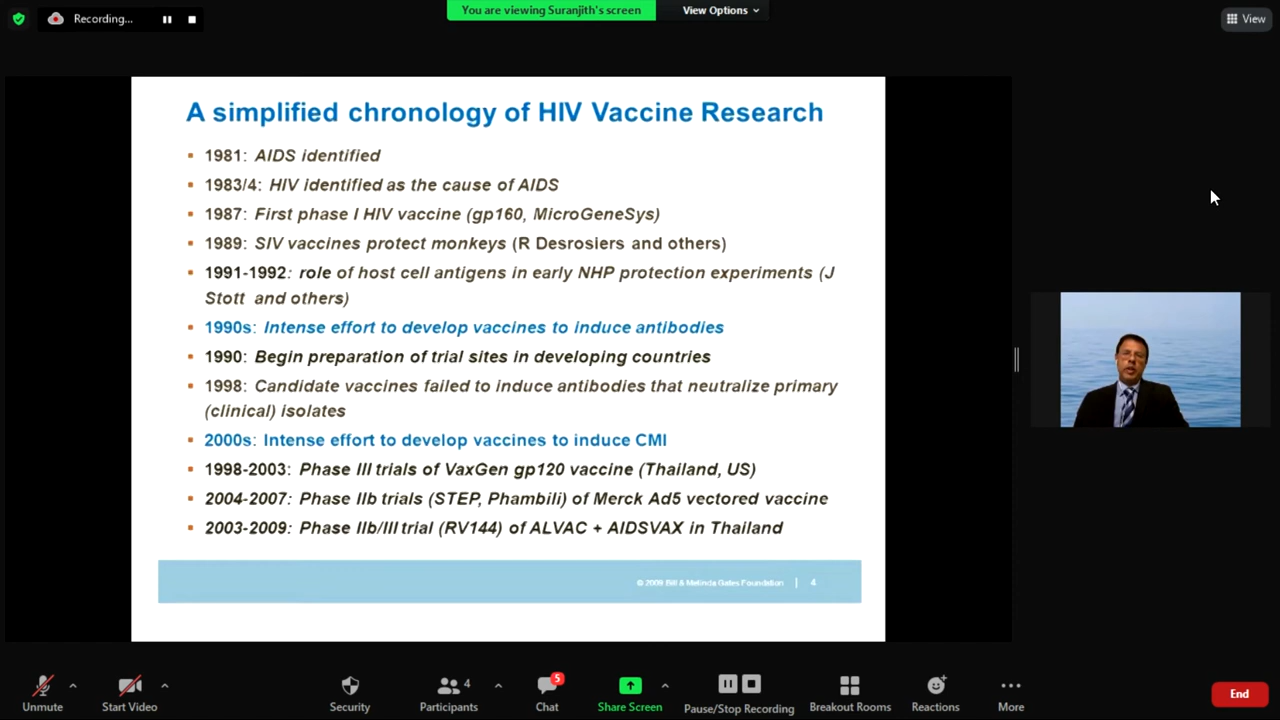 Recording...
You are viewing Suranjith's screen
View Options
View
A simplified chronology of HIV Vaccine Research
1981: AIDS identified
1983/4: HIV identified as the cause of AIDS
1987: First phase I HIV vaccine (gp160, MicroGeneSys)
1989: SIV vaccines protect monkeys (R Desrosiers and others)
1991-1992: role of host cell antigens in early NHP protection experiments (J
Stott and others)
1990s: Intense effort to develop vaccines to induce antibodies
1990: Begin preparation of trial sites in developing countries
1998: Candidate vaccines failed to induce antibodies that neutralize primary
(clinical) isolates
2000s: Intense effort to develop vaccines to induce CMI
1998-2003: Phase III trials of VaxGen gp120 vaccine (Thailand, US)
2004-2007: Phase IIb trials (STEP, Phambili) of Merck Ad5 vectored vaccine
2003-2009: Phase IIb/III trial (RV144) of ALVAC + AIDSVAX in Thailand
© 2009 Bill & Melinda Gates Foundation | 4
Unmute
Start Video
Security
4
Participants
5
Chat
Share Screen
Pause/Stop Recording
Breakout Rooms
Reactions
More
End